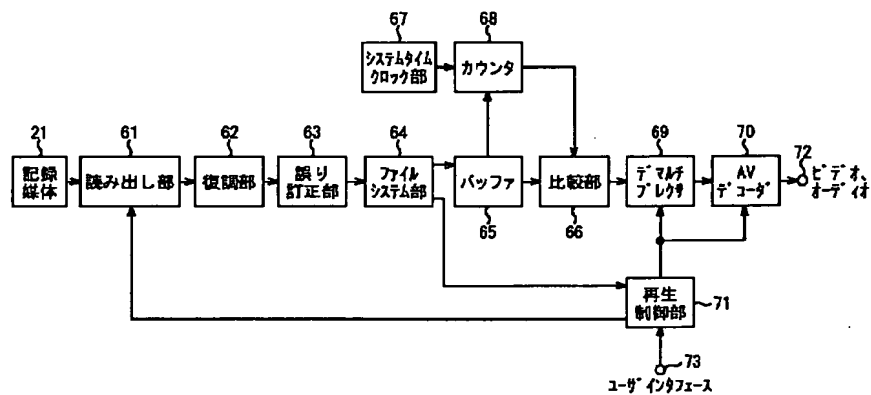 67
68
システムタイム
クロック部
カウンタ
21
61
62
63
64
69
70
72
記録
媒体
読み出し部
復調部
誤り
訂正部
ファイル
システム部
バッファ
比較部
デマルチ
プレクサ
AV
デコーダ
ビデオ、
オーディオ
65
66
再生
制御部
71
73
ユーザインタフェース